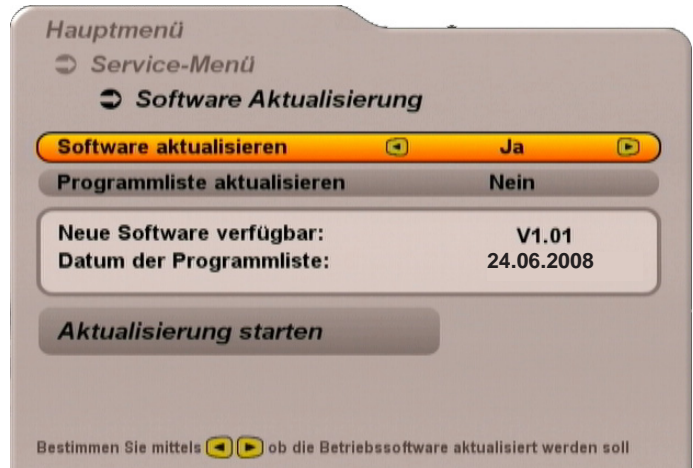 Hauptmenü
Service-Menü
Software Aktualisierung
Software aktualisieren Ja
Programmliste aktualisieren Nein
Neue Software verfügbar: V1.01
Datum der Programmliste: 24.06.2008
Aktualisierung starten
Bestimmen Sie mittels ob die Betriebssoftware aktualisiert werden soll